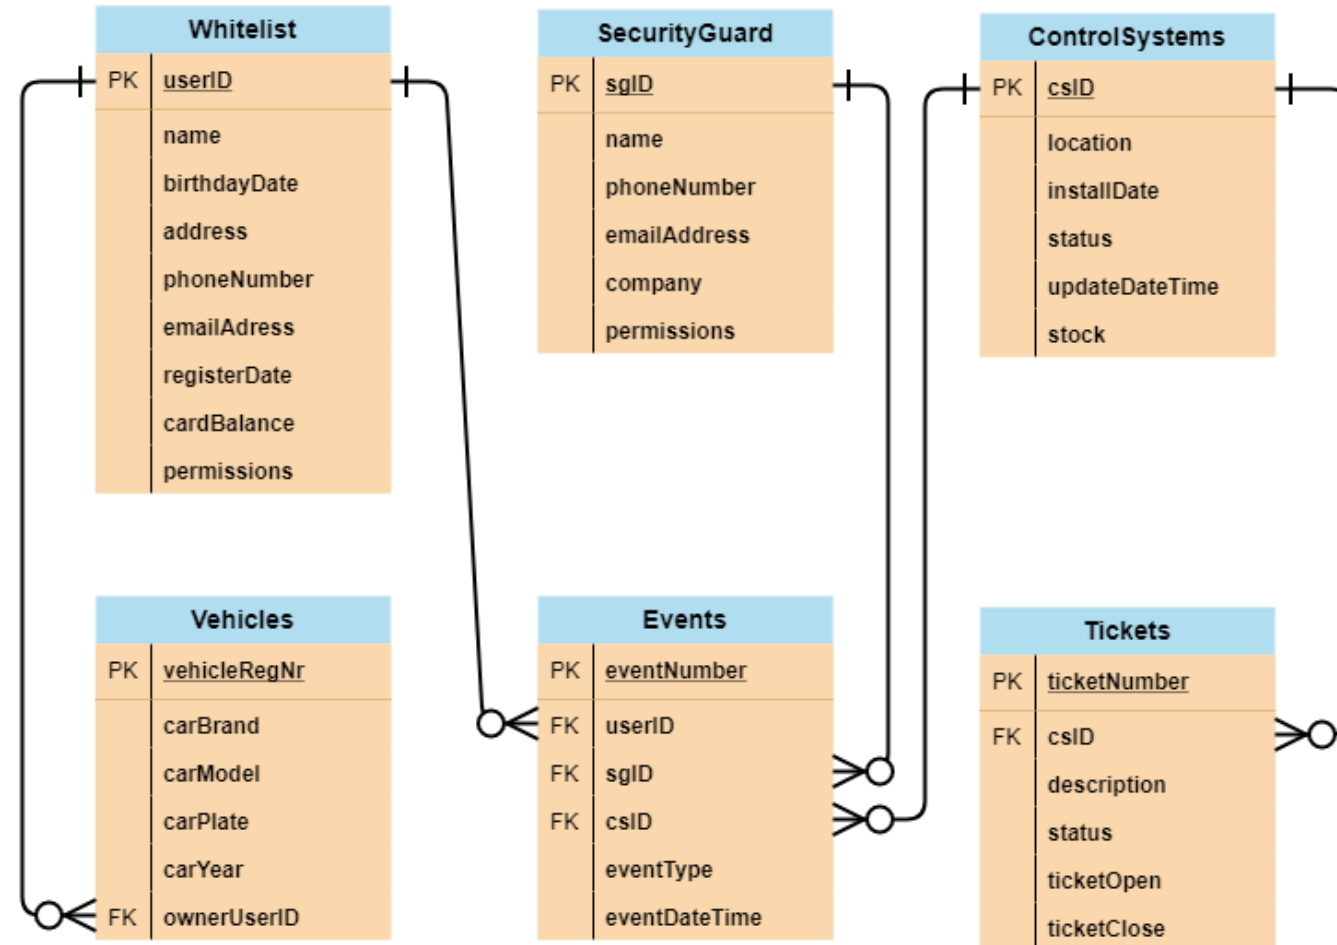 Whitelist
PK userID
name
birthdayDate
address
phoneNumber
emailAdress
registerDate
cardBalance
permissions
SecurityGuard
PK sgID
name
phoneNumber
emailAddress
company
permissions
ControlSystems
PK csID
location
installDate
status
updateDateTime
stock
Vehicles
PK vehicleRegNr
carBrand
carModel
carPlate
carYear
FK ownerUserID
Events
PK eventNumber
FK userID
FK sgID
FK csID
eventType
eventDateTime
Tickets
PK ticketNumber
FK csID
description
status
ticketOpen
ticketClose